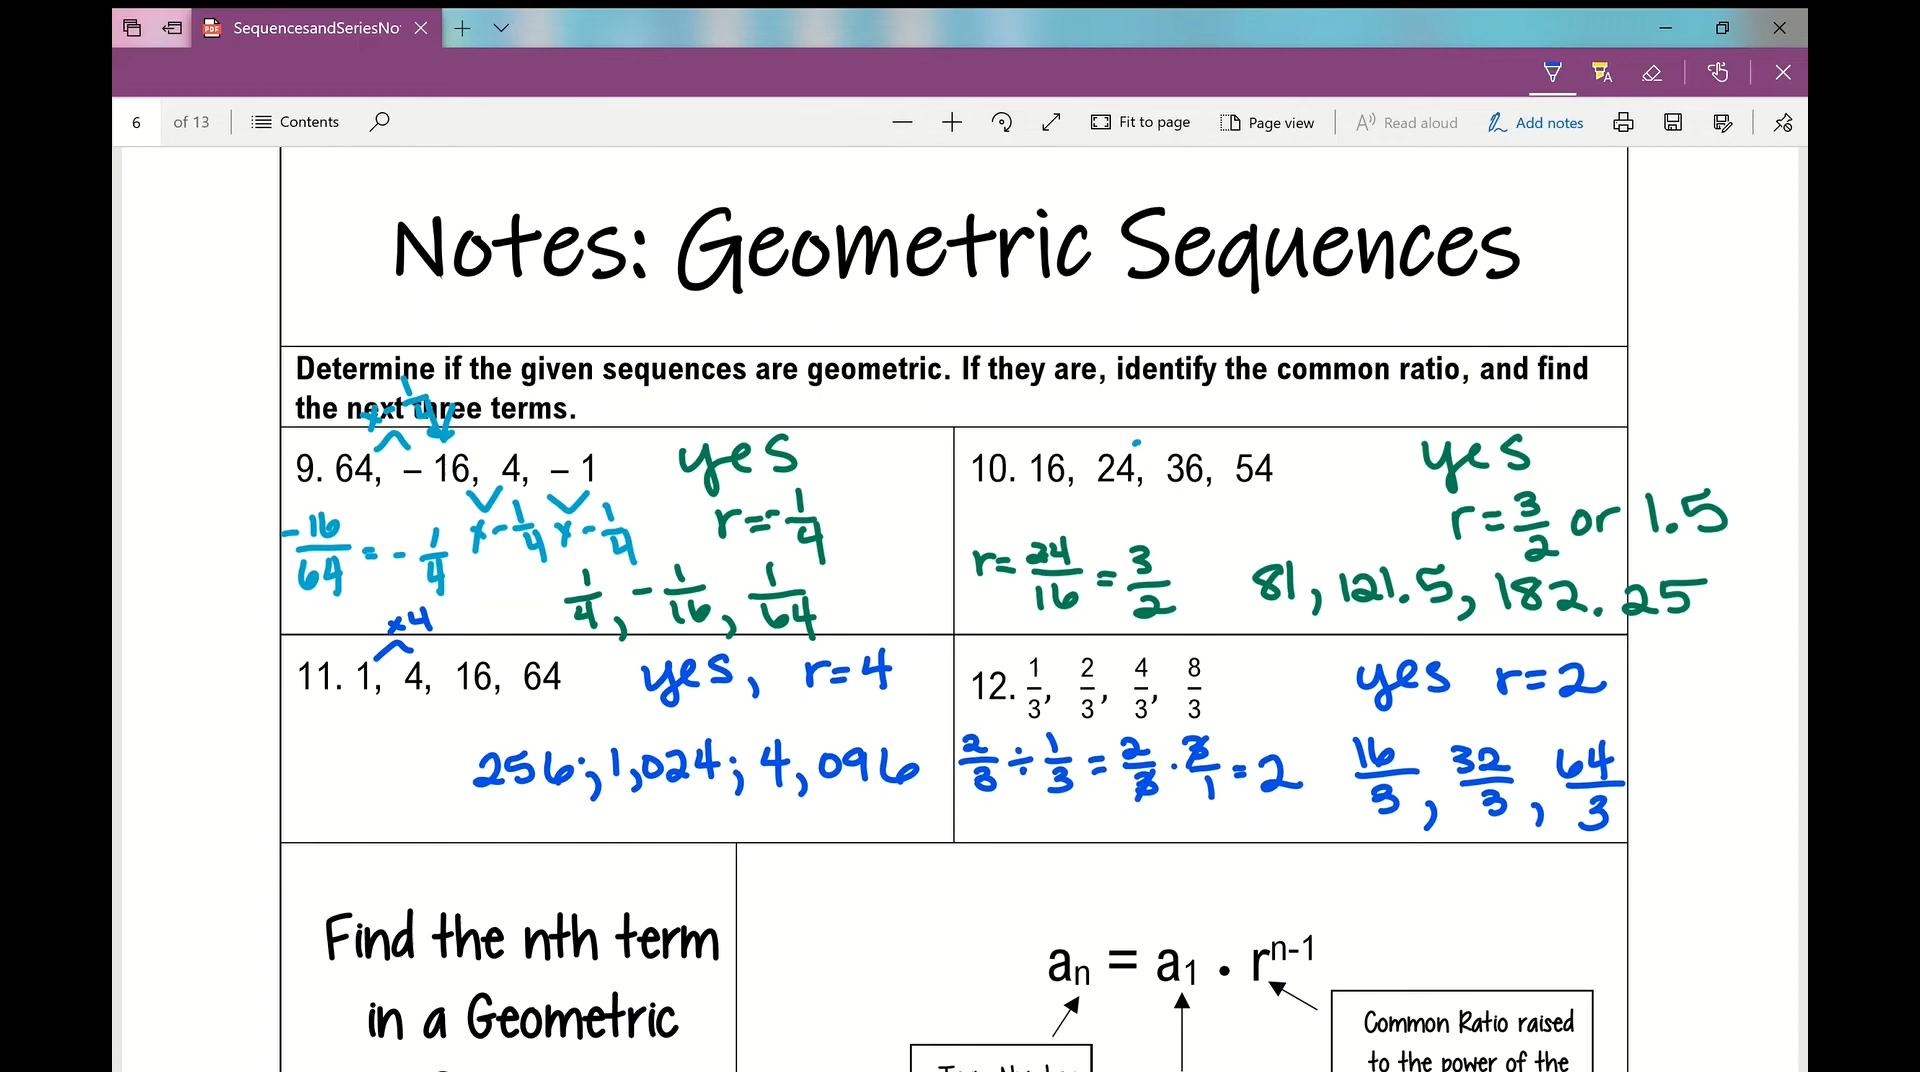 SequencesandSeriesNo
6 of 13 Contents Fit to page Page view Read aloud Add notes
Notes: Geometric Sequences
Determine if the given sequences are geometric. If they are, identify the common ratio, and find
the next three terms.
x - 1/4
9. 64, – 16, 4, – 1 yes
r = - 1/4
-16/64 = - 1/4 x - 1/4 x - 1/4
1/4, - 1/16, 1/64
10. 16, 24, 36, 54 yes
r = 3/2 or 1.5
r = 24/16 = 3/2 81, 121.5, 182.25
x4
11. 1, 4, 16, 64 yes, r = 4
256; 1,024; 4,096
12. 1/3, 2/3, 4/3, 8/3 yes r = 2
2/3 ÷ 1/3 = 2/3 · 3/1 = 2 16/3, 32/3, 64/3
Find the nth term
in a Geometric
aₙ = a₁ • rⁿ⁻¹
Common Ratio raised
to the power of the